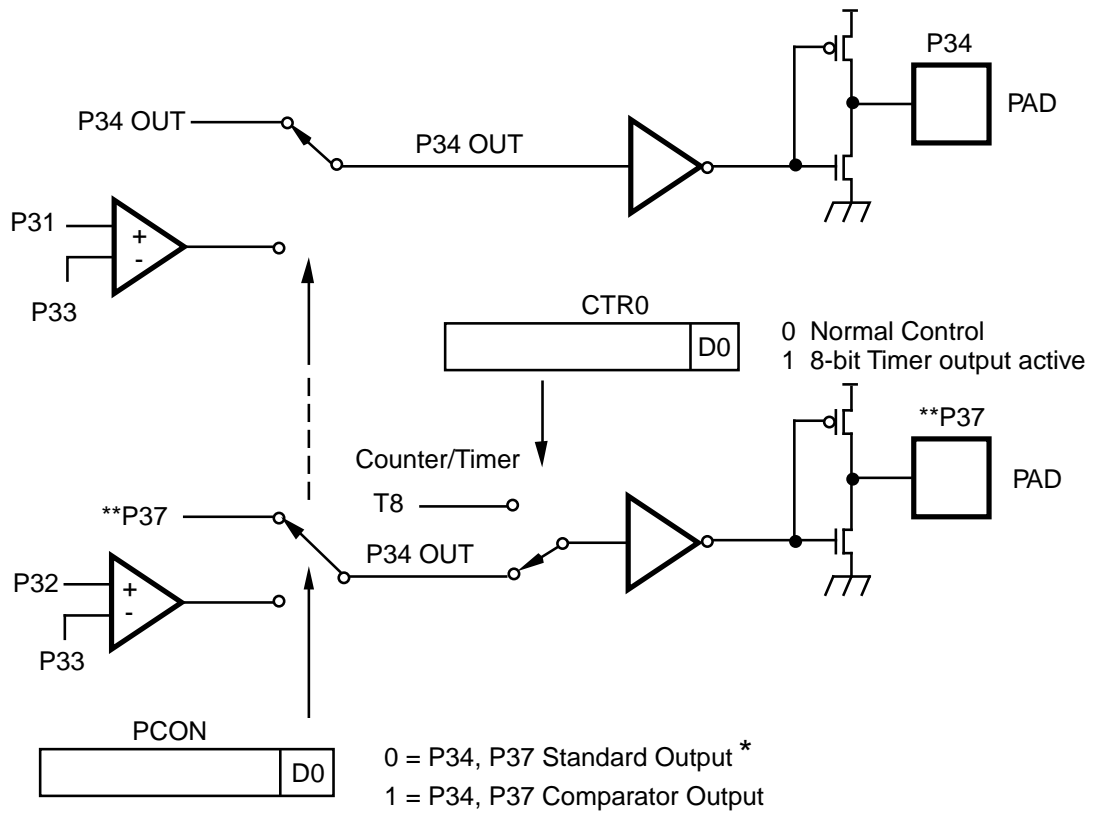 P34
P34 OUT
P34 OUT
PAD
P31
+
-
P33
CTR0
D0
0 Normal Control
1 8-bit Timer output active
**P37
Counter/Timer
T8
PAD
**P37
P34 OUT
P32
+
-
P33
PCON
D0
0 = P34, P37 Standard Output *
1 = P34, P37 Comparator Output